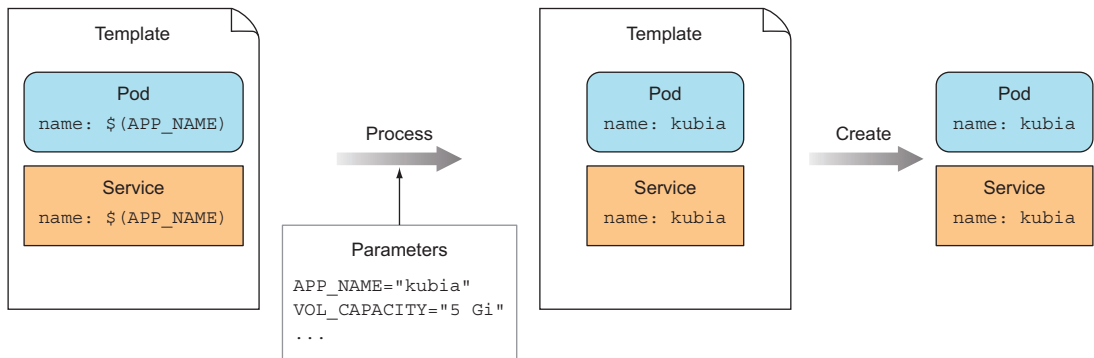 Template
Pod
name: $(APP_NAME)
Service
name: $(APP_NAME)
Process
Parameters
APP_NAME="kubia"
VOL_CAPACITY="5 Gi"
...
Template
Pod
name: kubia
Service
name: kubia
Create
Pod
name: kubia
Service
name: kubia